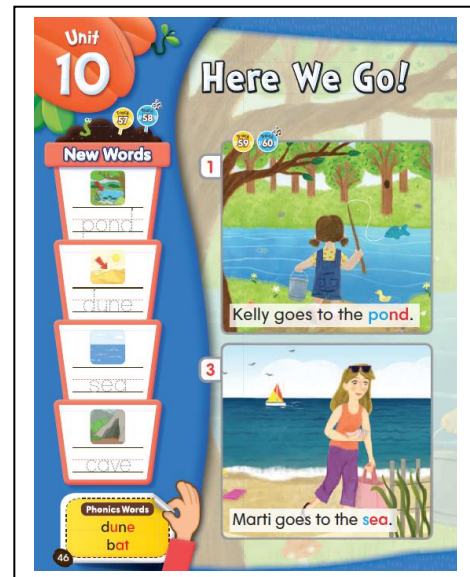 Unit
10
Here We Go!
57
58
New Words
pond
dune
sea
cave
Phonics Words
dune
bat
46
59
60
1
Kelly goes to the pond.
3
Marti goes to the sea.